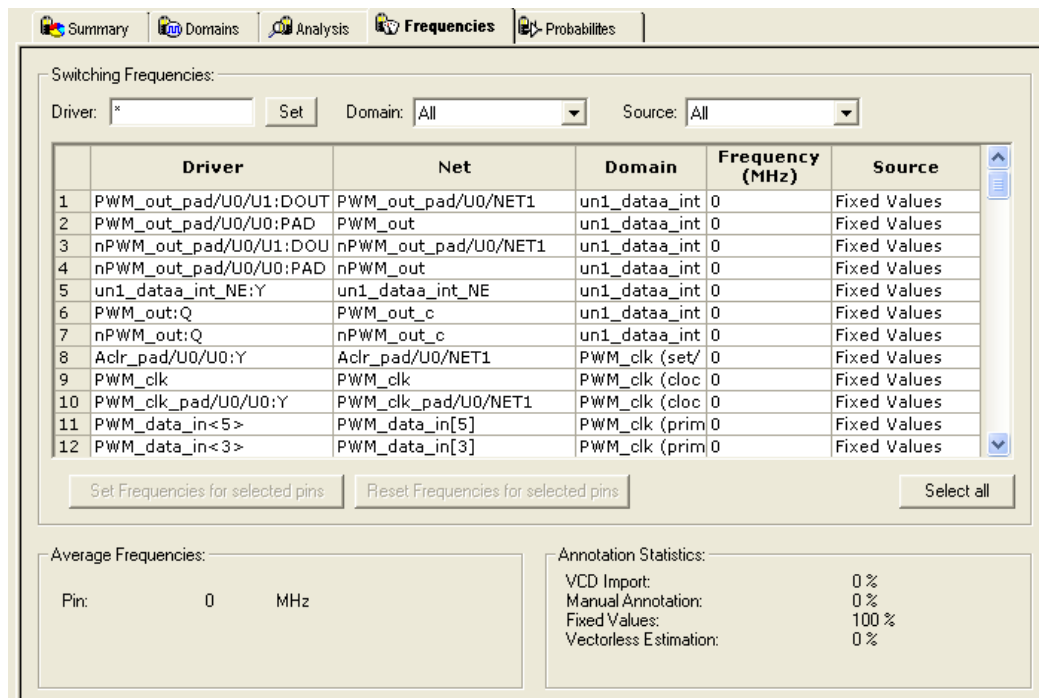 Summary Domains Analysis Frequencies Probabilites
Switching Frequencies:
Driver: * Set Domain: All Source: All
Driver Net Domain Frequency (MHz) Source
1 PWM_out_pad/U0/U1:DOUT PWM_out_pad/U0/NET1 un1_dataa_int 0 Fixed Values
2 PWM_out_pad/U0/U0:PAD PWM_out un1_dataa_int 0 Fixed Values
3 nPWM_out_pad/U0/U1:DOU nPWM_out_pad/U0/NET1 un1_dataa_int 0 Fixed Values
4 nPWM_out_pad/U0/U0:PAD nPWM_out un1_dataa_int 0 Fixed Values
5 un1_dataa_int_NE:Y un1_dataa_int_NE un1_dataa_int 0 Fixed Values
6 PWM_out:Q PWM_out_c un1_dataa_int 0 Fixed Values
7 nPWM_out:Q nPWM_out_c un1_dataa_int 0 Fixed Values
8 Aclr_pad/U0/U0:Y Aclr_pad/U0/NET1 PWM_clk (set/ 0 Fixed Values
9 PWM_clk PWM_clk PWM_clk (cloc 0 Fixed Values
10 PWM_clk_pad/U0/U0:Y PWM_clk_pad/U0/NET1 PWM_clk (cloc 0 Fixed Values
11 PWM_data_in<5> PWM_data_in[5] PWM_clk (prim 0 Fixed Values
12 PWM_data_in<3> PWM_data_in[3] PWM_clk (prim 0 Fixed Values
Set Frequencies for selected pins Reset Frequencies for selected pins Select all
Average Frequencies:
Pin: 0 MHz
Annotation Statistics:
VCD Import: 0 %
Manual Annotation: 0 %
Fixed Values: 100 %
Vectorless Estimation: 0 %